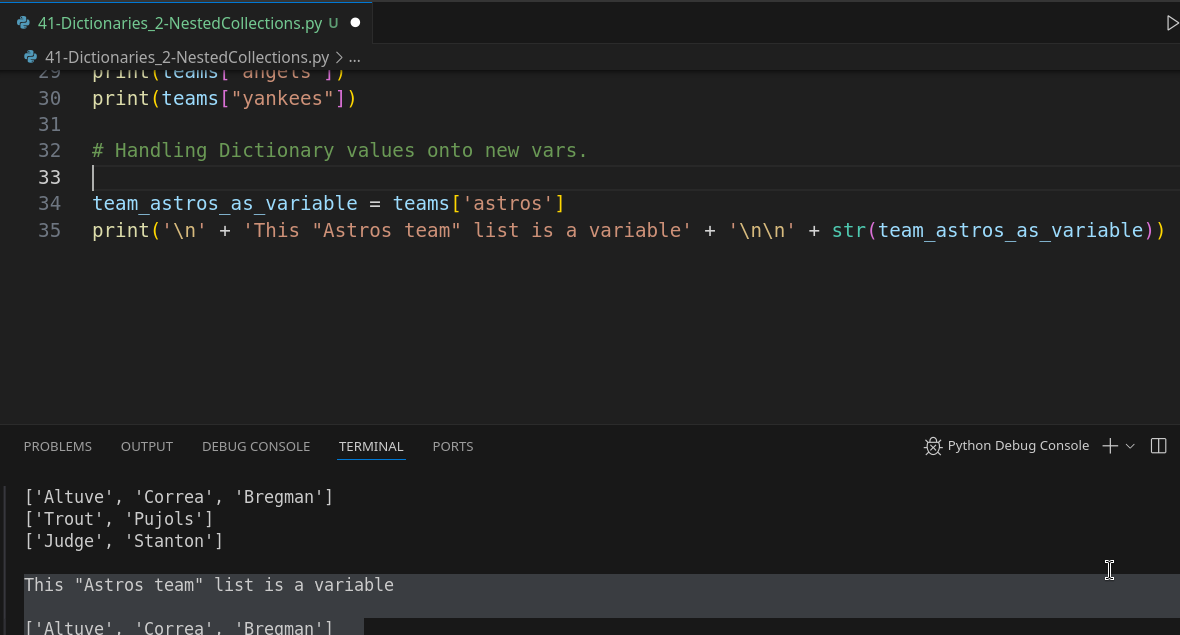 41-Dictionaries_2-NestedCollections.py U
41-Dictionaries_2-NestedCollections.py > ...
29 print(teams["angels"])
30 print(teams["yankees"])
31
32 # Handling Dictionary values onto new vars.
33
34 team_astros_as_variable = teams['astros']
35 print('\n' + 'This "Astros team" list is a variable' + '\n\n' + str(team_astros_as_variable))
PROBLEMS OUTPUT DEBUG CONSOLE TERMINAL PORTS Python Debug Console
['Altuve', 'Correa', 'Bregman']
['Trout', 'Pujols']
['Judge', 'Stanton']
This "Astros team" list is a variable
['Altuve', 'Correa', 'Bregman']